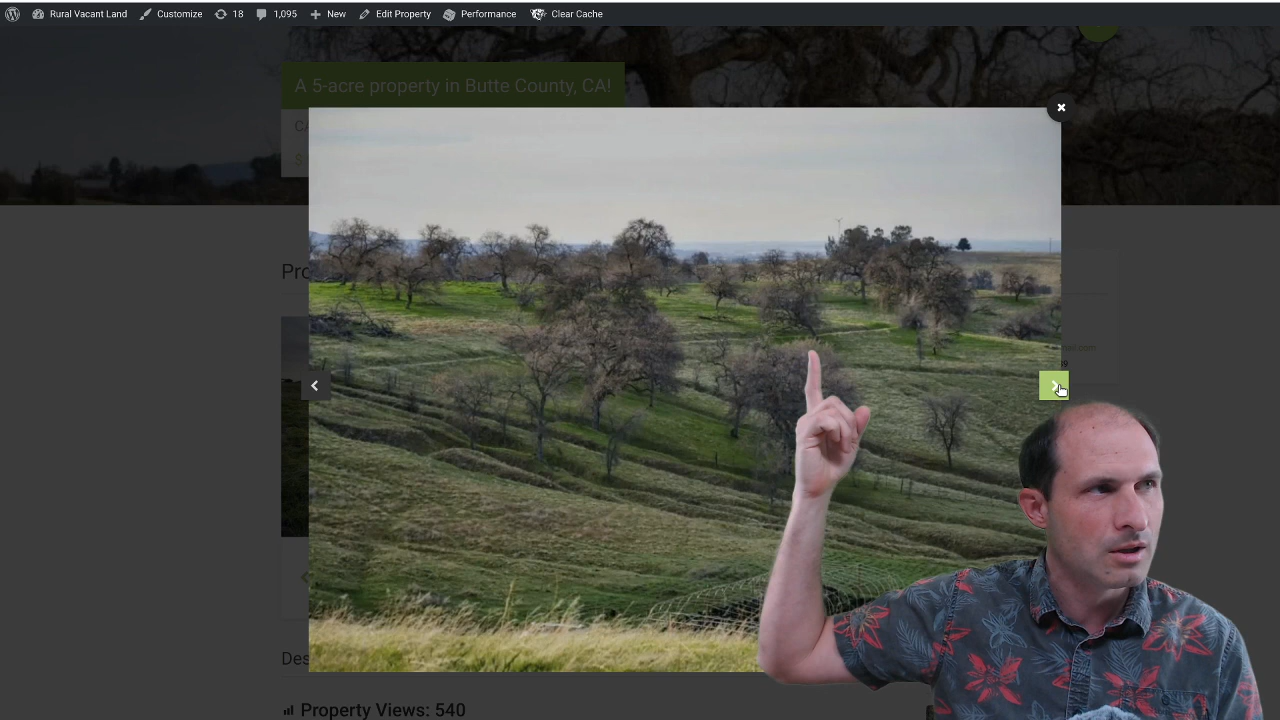 Rural Vacant Land Customize 18 1,095 New Edit Property Performance Clear Cache
A 5-acre property in Butte County, CA!
$
Pro
Des
Property Views: 540